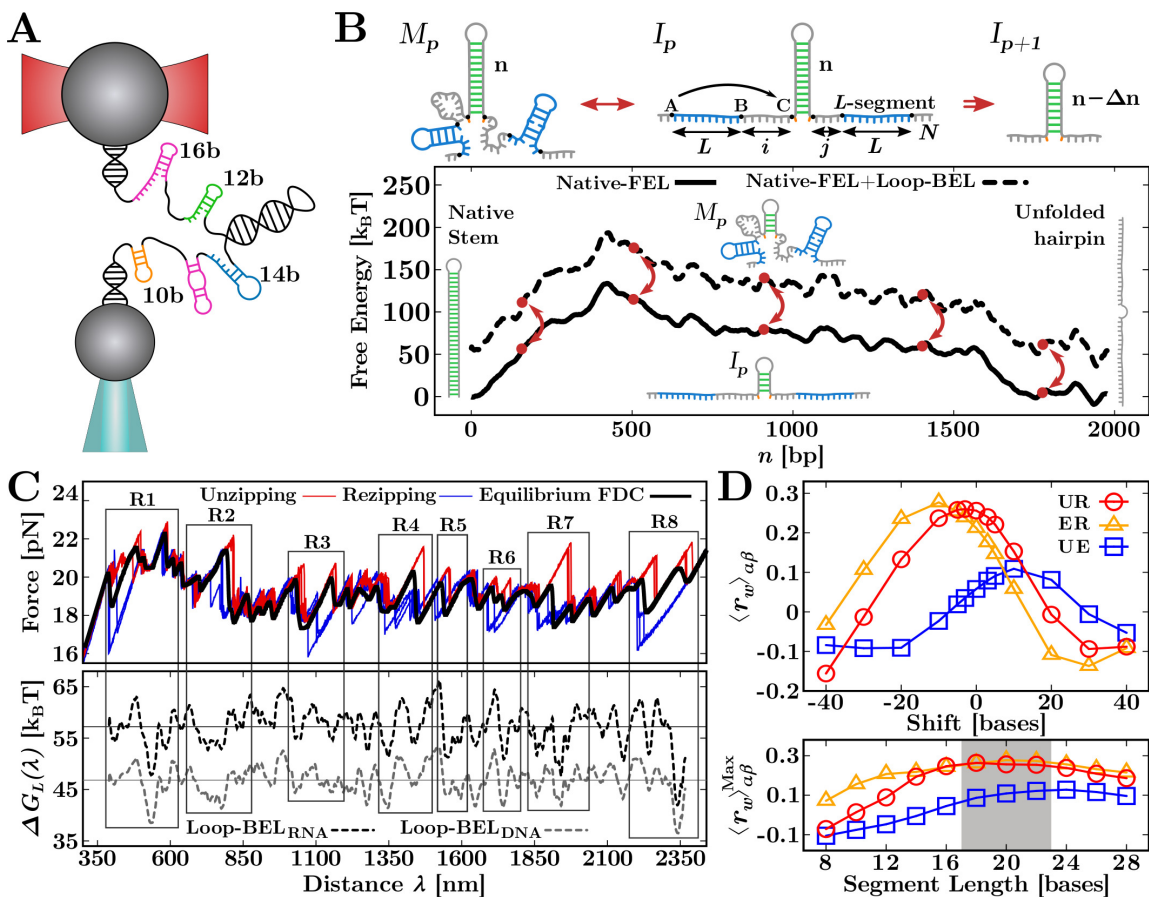 A
16b
12b
14b
10b
B
M_p
n
I_p
n
I_{p+1}
n−Δn
A B C
L-segment
N
L i j L
Native-FEL Native-FEL+Loop-BEL
Native Stem
M_p
Unfolded hairpin
I_p
Free Energy [k_BT]
250
200
150
100
50
0
0 500 1000 1500 2000
n [bp]
C
Unzipping Rezipping Equilibrium FDC
R1 R2 R3 R4 R5 R6 R7 R8
Force [pN]
24
22
20
18
16
ΔG_L(λ) [k_BT]
65
55
45
35
Loop-BEL_RNA Loop-BEL_DNA
350 600 850 1100 1350 1600 1850 2100 2350
Distance λ [nm]
D
UR
ER
UE
⟨r_w⟩_{αβ}
0.3
0.2
0.1
0
-0.1
-0.2
-40 -20 0 20 40
Shift [bases]
⟨r_w⟩^{Max}_{αβ}
0.3
0.1
-0.1
8 12 16 20 24 28
Segment Length [bases]